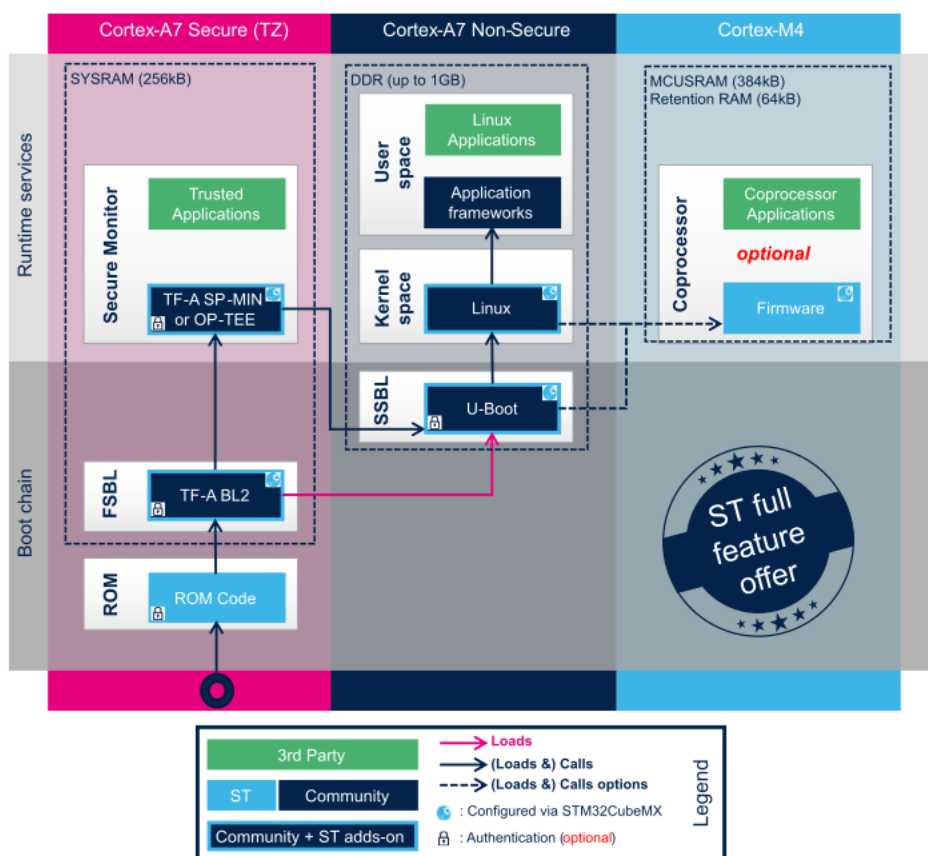 Cortex-A7 Secure (TZ)
Cortex-A7 Non-Secure
Cortex-M4
Runtime services
SYSRAM (256kB)
DDR (up to 1GB)
MCUSRAM (384kB)
Retention RAM (64kB)
Secure Monitor
Trusted
Applications
TF-A SP-MIN
or OP-TEE
User
space
Linux
Applications
Application
frameworks
Kernel
space
Linux
Coprocessor
Coprocessor
Applications
optional
Firmware
Boot chain
SSBL
U-Boot
FSBL
TF-A BL2
ROM
ROM Code
ST full
feature
offer
3rd Party
ST
Community
Community + ST adds-on
Loads
(Loads &) Calls
(Loads &) Calls options
: Configured via STM32CubeMX
: Authentication (optional)
Legend